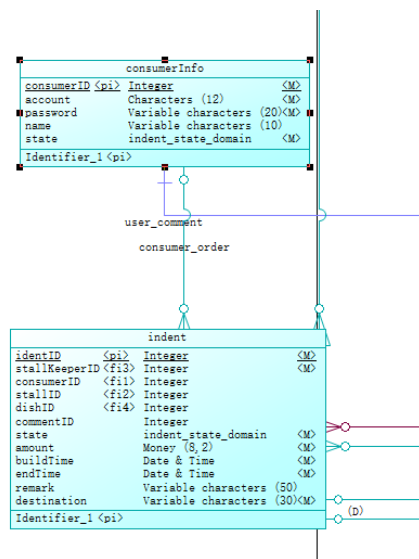 consumerInfo
consumerID <pi> Integer <M>
account Characters (12) <M>
password Variable characters (20)<M>
name Variable characters (10)
state indent_state_domain <M>
Identifier_1 <pi>
user_comment
consumer_order
indent
identID <pi> Integer <M>
stallKeeperID <fi3> Integer <M>
consumerID <fi1> Integer
stallID <fi2> Integer
dishID <fi4> Integer
commentID Integer
state indent_state_domain <M>
amount Money (8,2) <M>
buildTime Date & Time <M>
endTime Date & Time <M>
remark Variable characters (50)
destination Variable characters (30)<M>
Identifier_1 <pi>
(D)